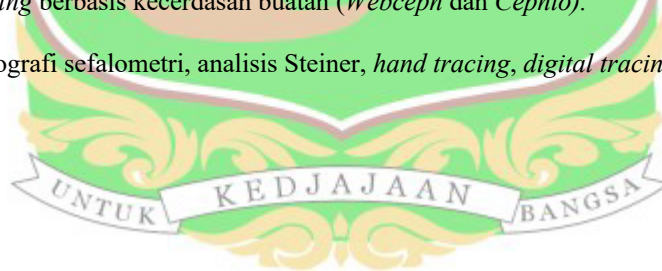 ing berbasis kecerdasan buatan (Webceph dan Cephio).
ografi sefalometri, analisis Steiner, hand tracing, digital tracin
UNTUK KEDJAJAAN BANGSA